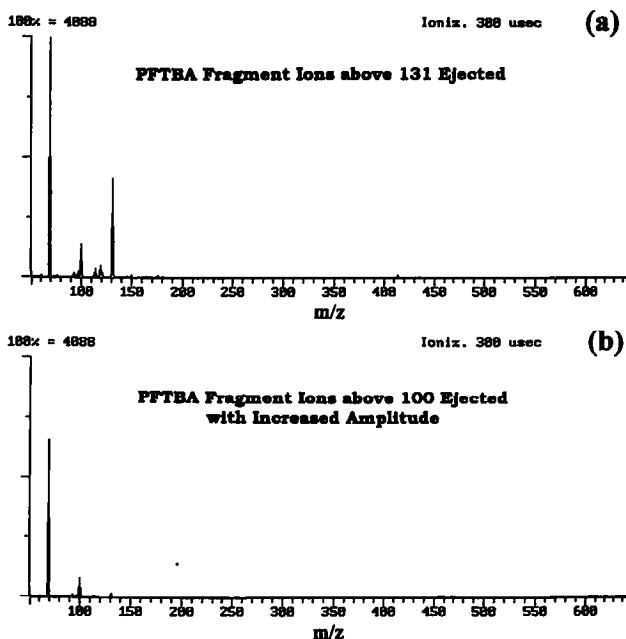 100% = 4088 Ioniz. 300 usec (a)
PFTBA Fragment Ions above 131 Ejected
100 150 200 250 300 350 400 450 500 550 600
m/z
100% = 4088 Ioniz. 300 usec (b)
PFTBA Fragment Ions above 100 Ejected
with Increased Amplitude
100 150 200 250 300 350 400 450 500 550 600
m/z